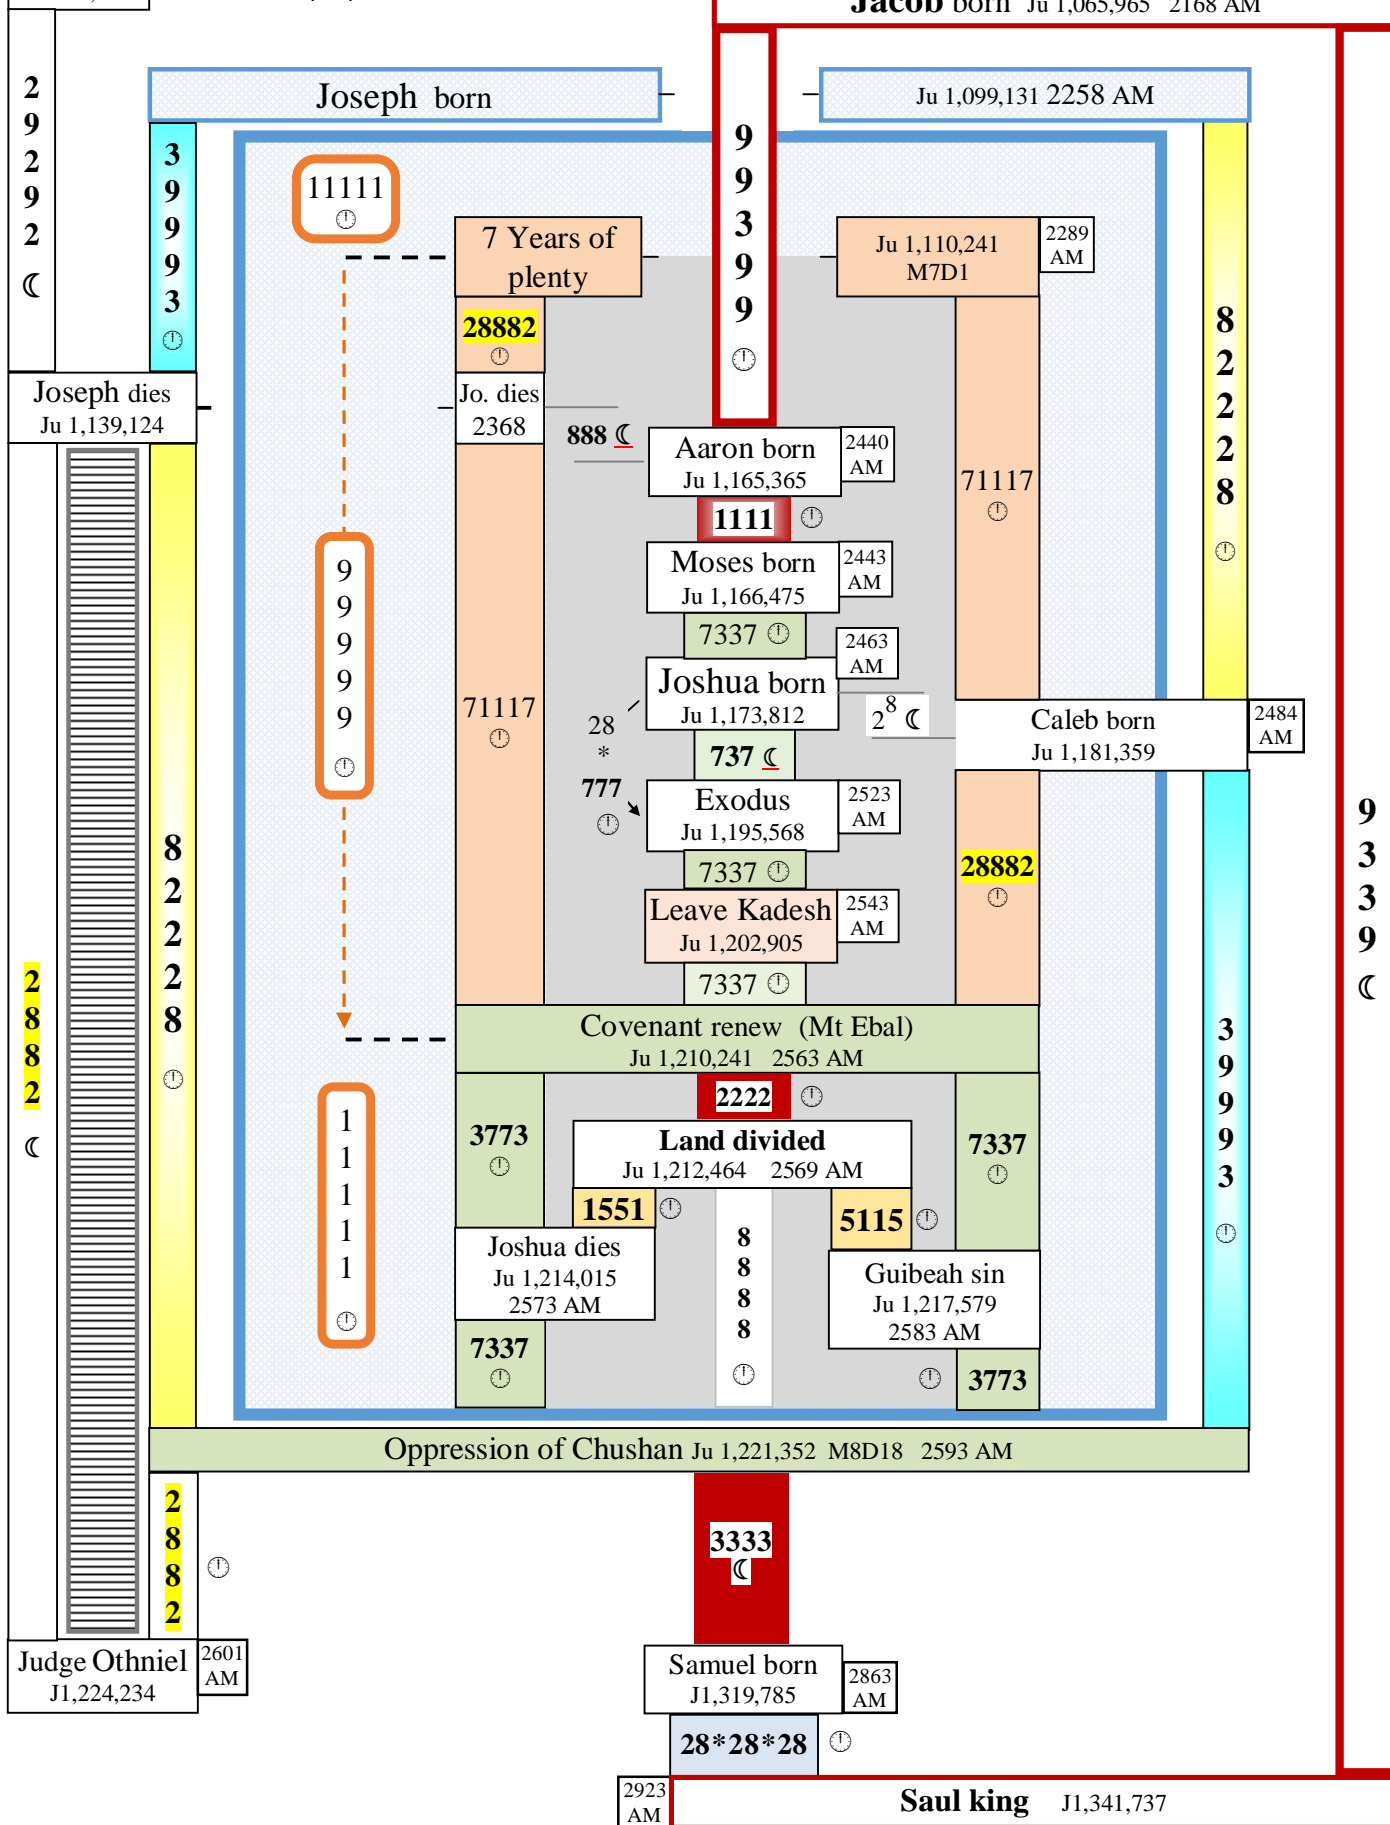 Jacob born Ju 1,065,965 2168 AM
Joseph born
Ju 1,099,131 2258 AM
2
9
2
9
2
☾
3
9
9
9
3
9
9
3
9
9
11111
7 Years of
plenty
Ju 1,110,241
M7D1
2289
AM
28882
8
2
2
2
8
Joseph dies
Ju 1,139,124
Jo. dies
2368
888 ☾
Aaron born
Ju 1,165,365
2440
AM
71117
1111
Moses born
Ju 1,166,475
2443
AM
9
9
9
9
9
7337
2463
AM
Joshua born
Ju 1,173,812
71117
28
*
777
2^8 ☾
Caleb born
Ju 1,181,359
2484
AM
737 ☾
Exodus
Ju 1,195,568
2523
AM
7337
28882
Leave Kadesh
Ju 1,202,905
2543
AM
7337
8
2
2
2
8
9
3
3
9
☾
2
8
8
2
☾
Covenant renew (Mt Ebal)
Ju 1,210,241 2563 AM
3
9
9
9
3
1
1
1
1
1
2222
3773
Land divided
Ju 1,212,464 2569 AM
7337
1551
5115
8
8
8
8
Joshua dies
Ju 1,214,015
2573 AM
Guibeah sin
Ju 1,217,579
2583 AM
7337
3773
Oppression of Chushan Ju 1,221,352 M8D18 2593 AM
2
8
8
2
3333
☾
Judge Othniel
J1,224,234
2601
AM
Samuel born
J1,319,785
2863
AM
28*28*28
2923
AM
Saul king J1,341,737